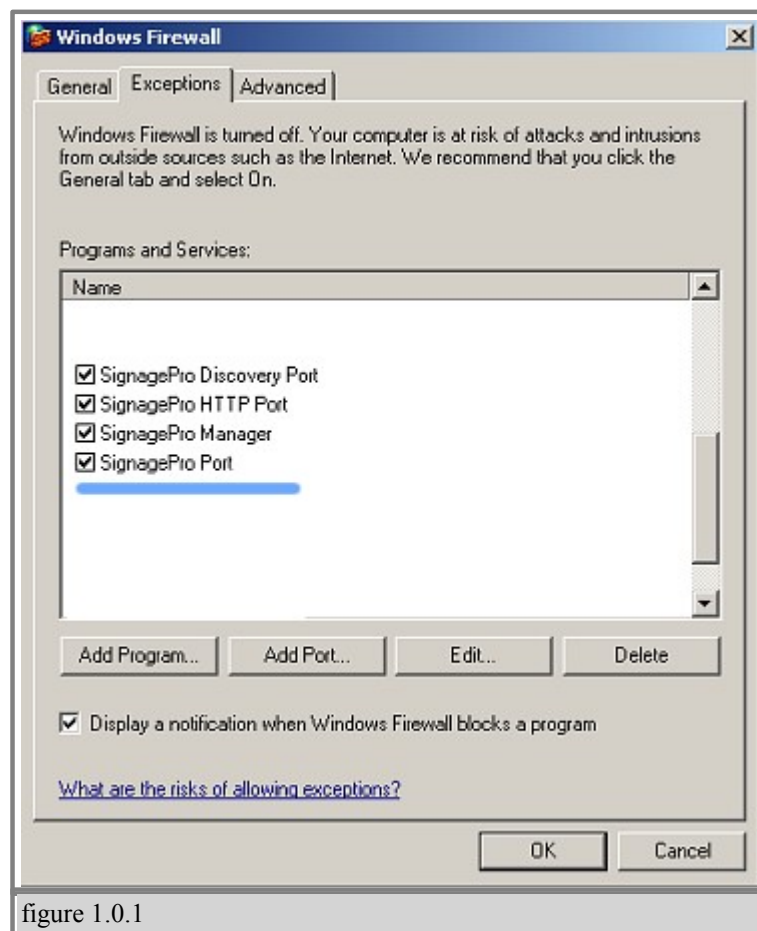 Windows Firewall
General Exceptions Advanced
Windows Firewall is turned off. Your computer is at risk of attacks and intrusions
from outside sources such as the Internet. We recommend that you click the
General tab and select On.
Programs and Services:
Name
SignagePro Discovery Port
SignagePro HTTP Port
SignagePro Manager
SignagePro Port
Add Program... Add Port... Edit... Delete
Display a notification when Windows Firewall blocks a program
What are the risks of allowing exceptions?
OK Cancel
figure 1.0.1